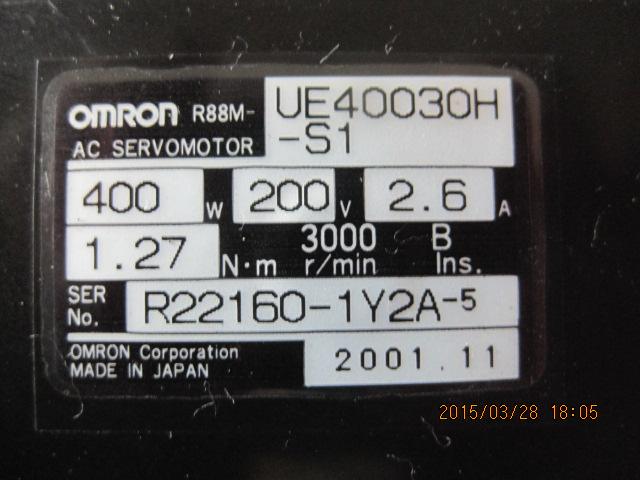 OMRON R88M- UE40030H
AC SERVOMOTOR -S1
400 W 200 V 2.6 A
1.27 N·m 3000 r/min B Ins.
SER No. R22160-1Y2A-5
OMRON Corporation
MADE IN JAPAN 2001.11
2015/03/28 18:05